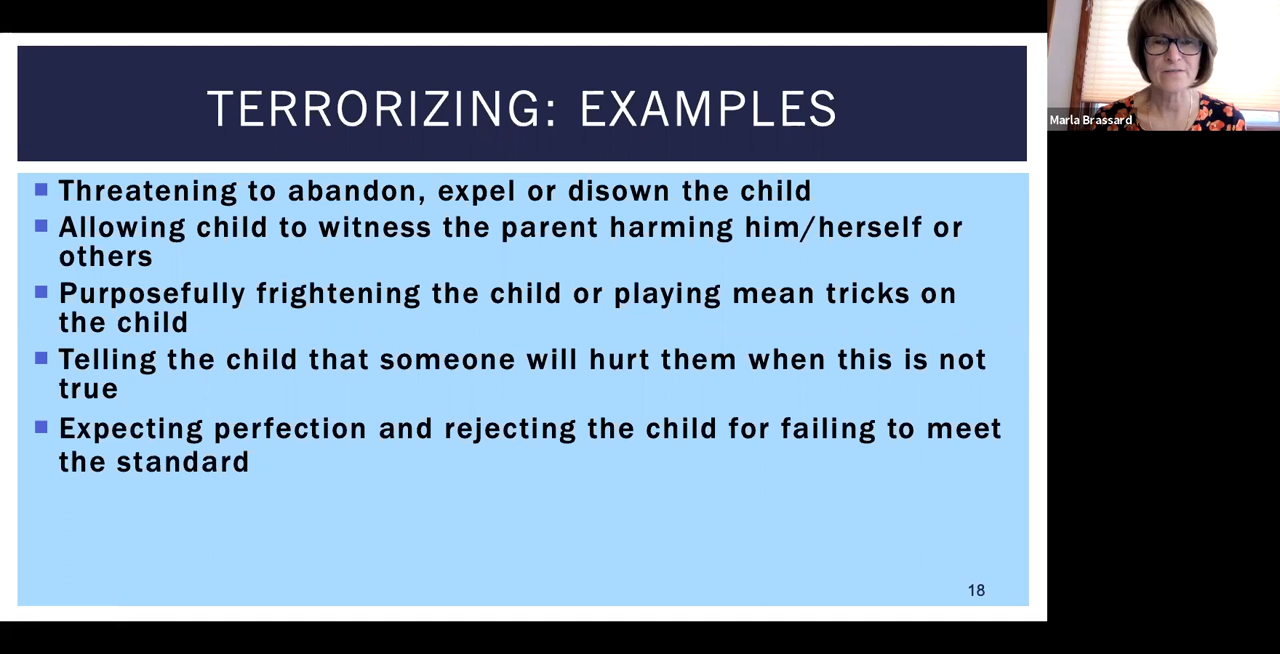 TERRORIZING: EXAMPLES
Threatening to abandon, expel or disown the child
Allowing child to witness the parent harming him/herself or
others
Purposefully frightening the child or playing mean tricks on
the child
Telling the child that someone will hurt them when this is not
true
Expecting perfection and rejecting the child for failing to meet
the standard
18
Marla Brassard